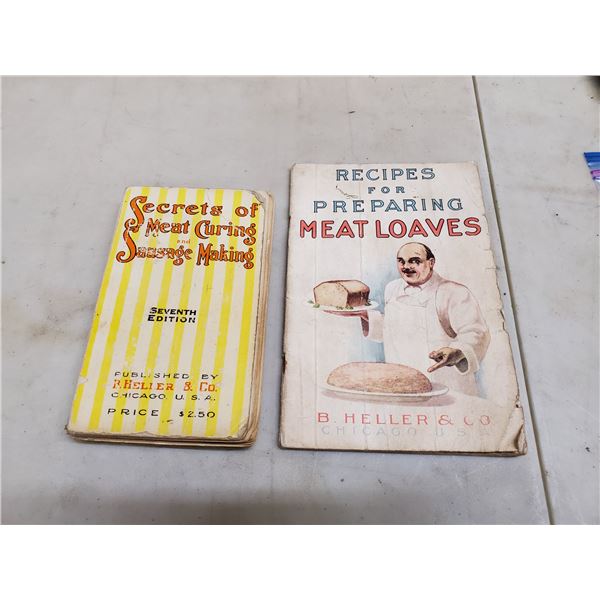 Secrets of
Meat Curing
and
Sausage Making
SEVENTH
EDITION
PUBLISHED BY
B. HELLER & CO.
CHICAGO, U.S.A.
PRICE $2.50
RECIPES
FOR
PREPARING
MEAT LOAVES
B. HELLER & CO.
CHICAGO U.S.A